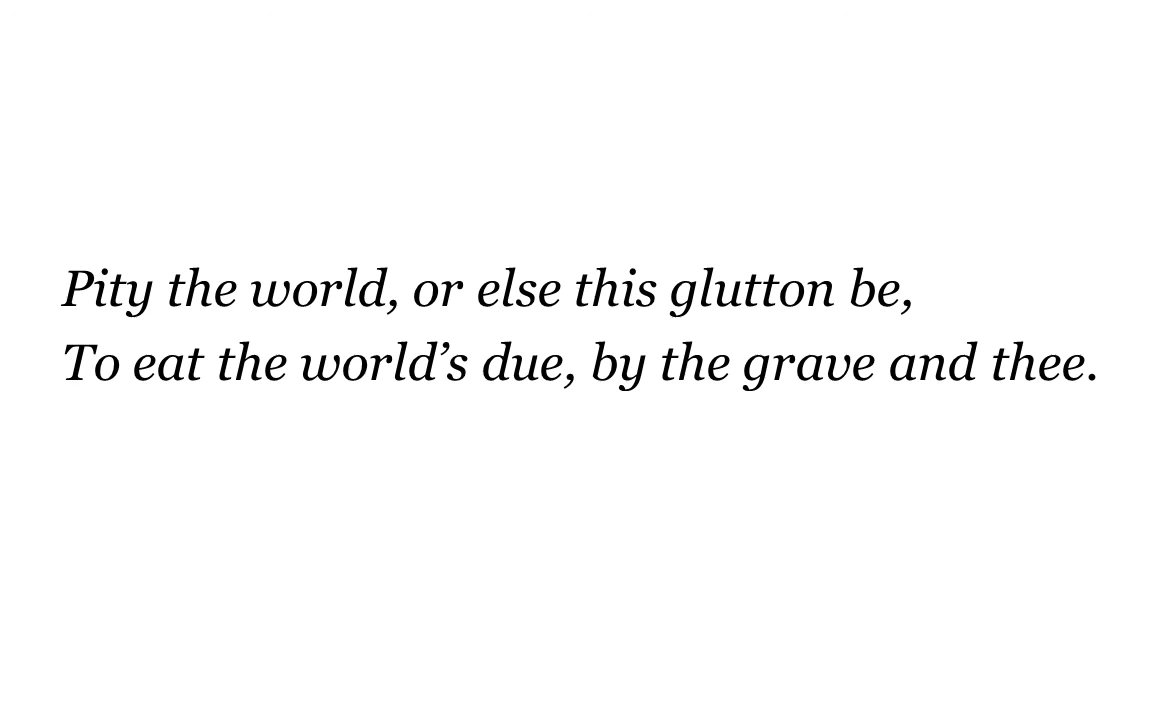 Pity the world, or else this glutton be,
To eat the world’s due, by the grave and thee.